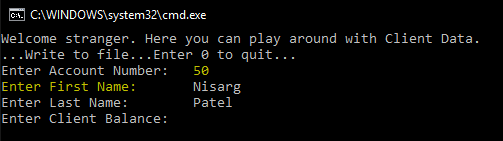 C:\WINDOWS\system32\cmd.exe
Welcome stranger. Here you can play around with Client Data.
...Write to file...Enter 0 to quit...
Enter Account Number: 50
Enter First Name: Nisarg
Enter Last Name: Patel
Enter Client Balance: